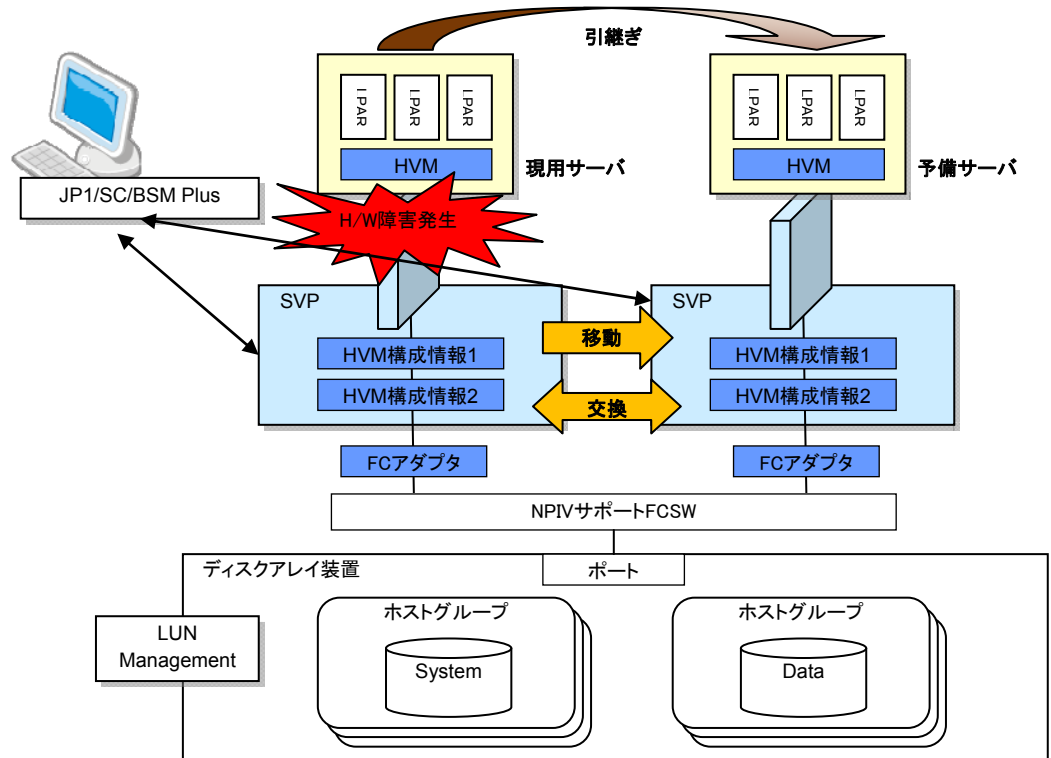 引継ぎ
LPAR
LPAR
LPAR
HVM
現用サーバ
LPAR
LPAR
LPAR
HVM
予備サーバ
JP1/SC/BSM Plus
H/W障害発生
SVP
HVM構成情報1
HVM構成情報2
移動
交換
SVP
HVM構成情報1
HVM構成情報2
FCアダプタ
FCアダプタ
NPIVサポートFCSW
ディスクアレイ装置
ポート
LUN
Management
ホストグループ
System
ホストグループ
Data